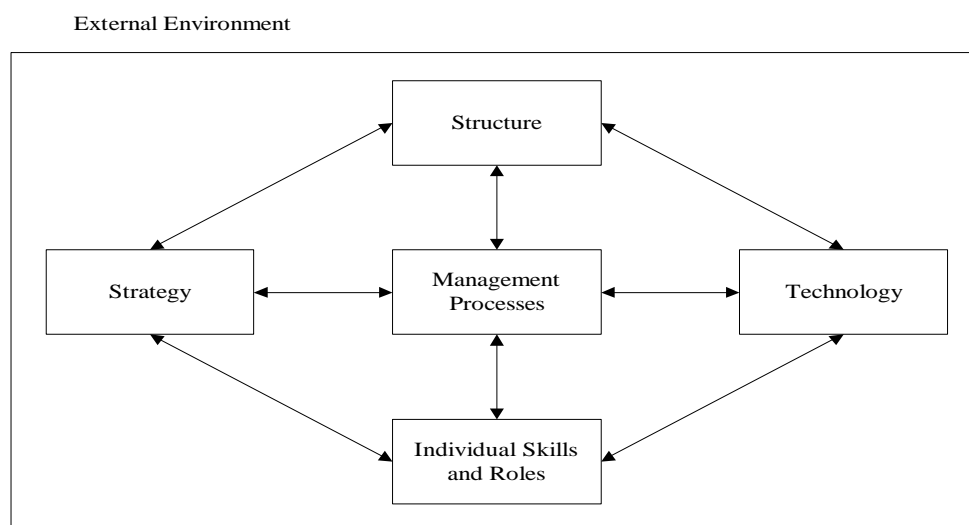 External Environment
Structure
Strategy
Management
Processes
Technology
Individual Skills
and Roles